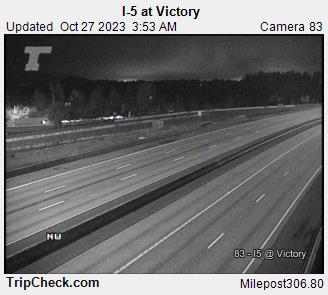 I-5 at Victory
Updated Oct 27 2023 3:53 AM Camera 83
T
NW
83 - I5 @ Victory
TripCheck.com Milepost306.80